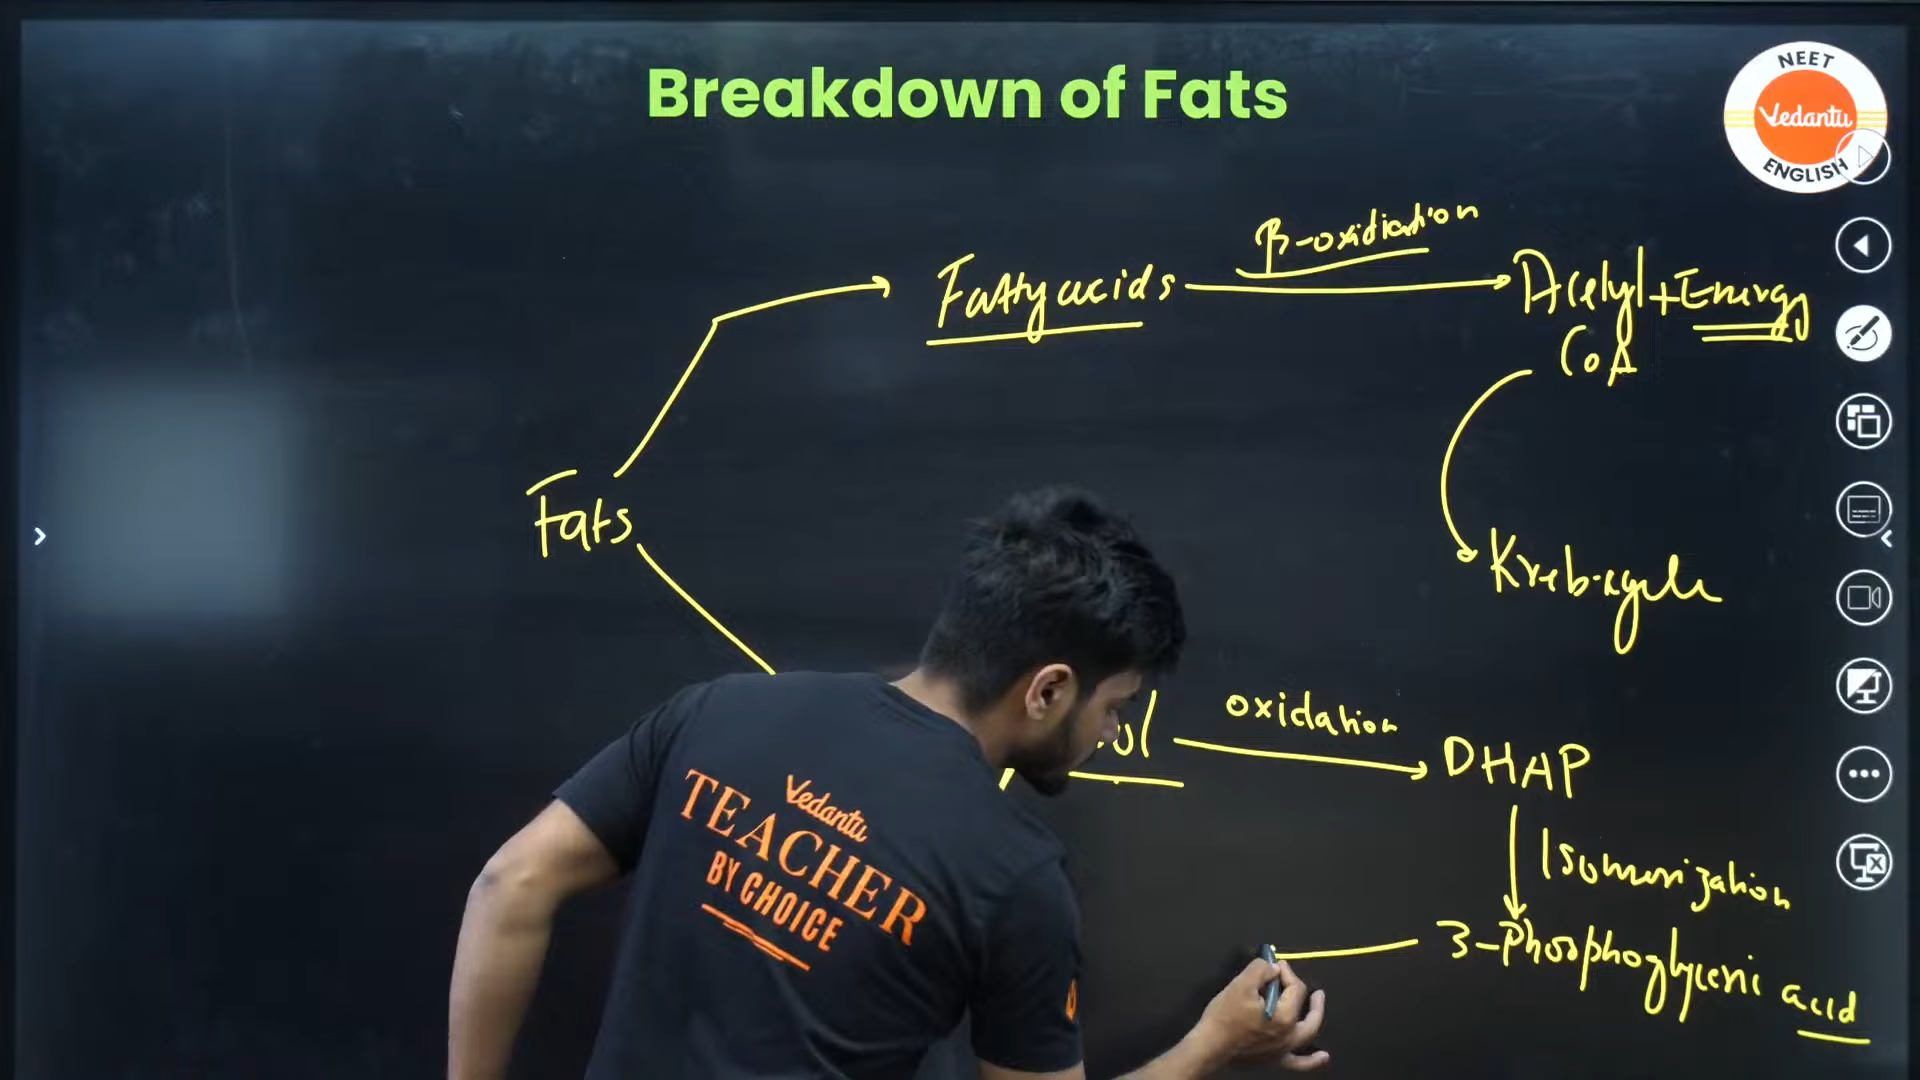 Breakdown of Fats
NEET
Vedantu
ENGLISH
β-oxidiation
Fatty acids
Acetyl + Energy
CoA
Fats
Kreb-cycle
oxidation
DHAP
Isomerization
3-Phosphoglyceric acid
Vedantu
TEACHER
BY CHOICE